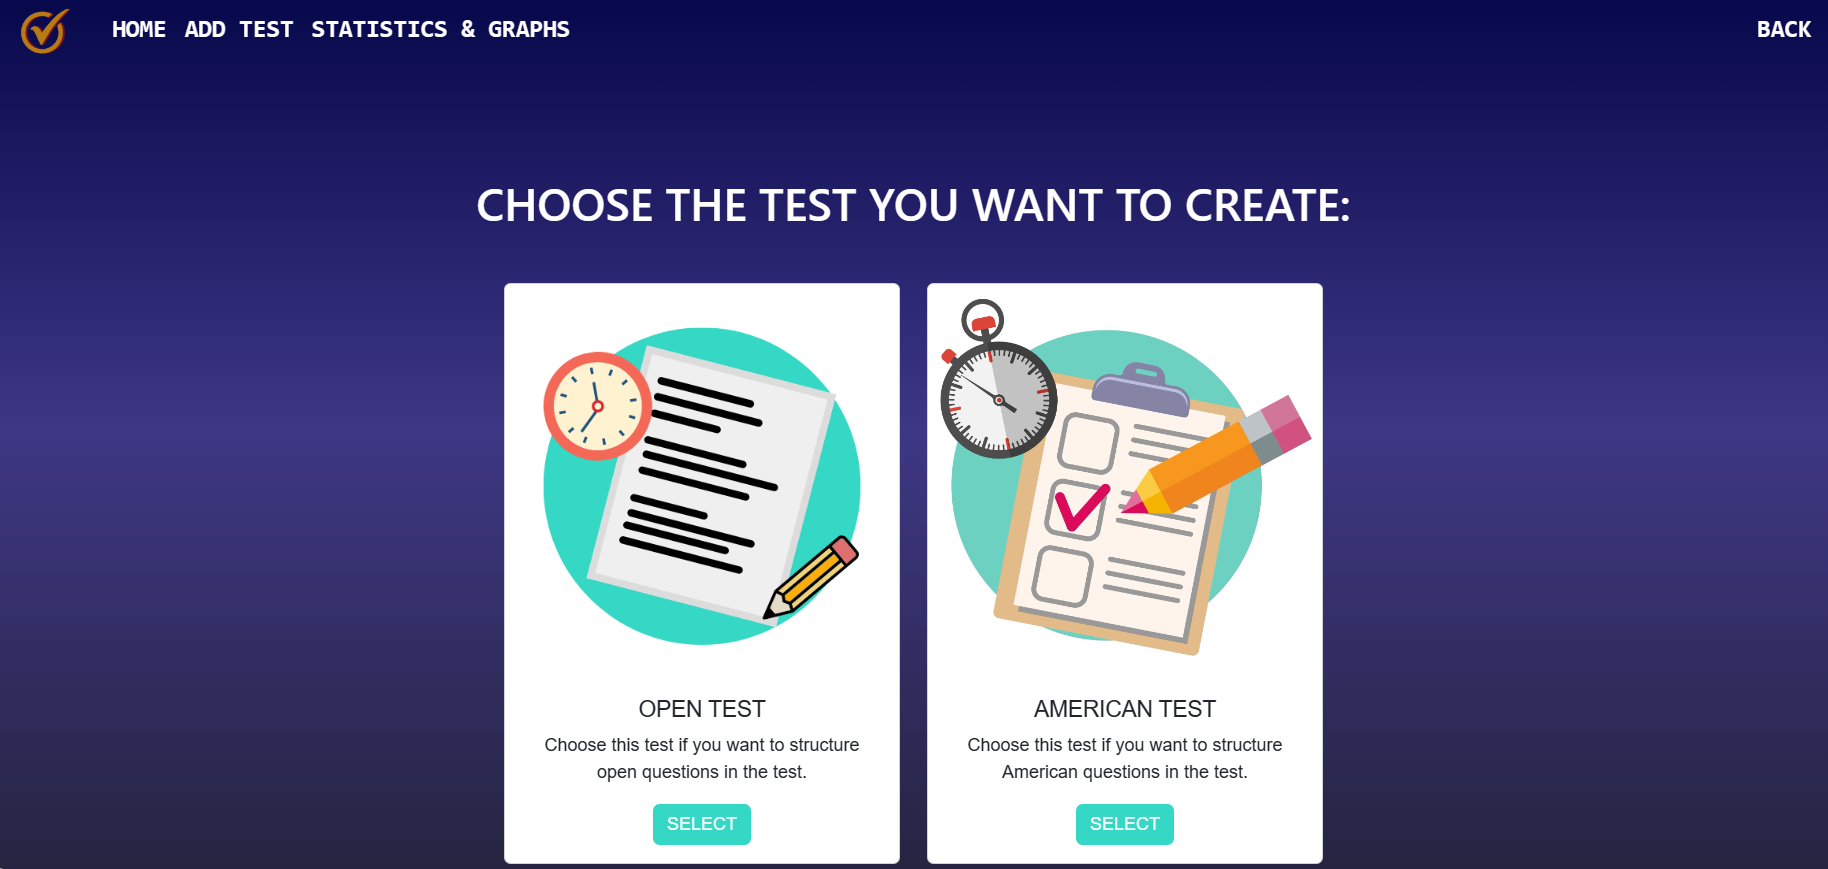 HOME ADD TEST STATISTICS & GRAPHS BACK
CHOOSE THE TEST YOU WANT TO CREATE:
OPEN TEST
Choose this test if you want to structure
open questions in the test.
SELECT
AMERICAN TEST
Choose this test if you want to structure
American questions in the test.
SELECT